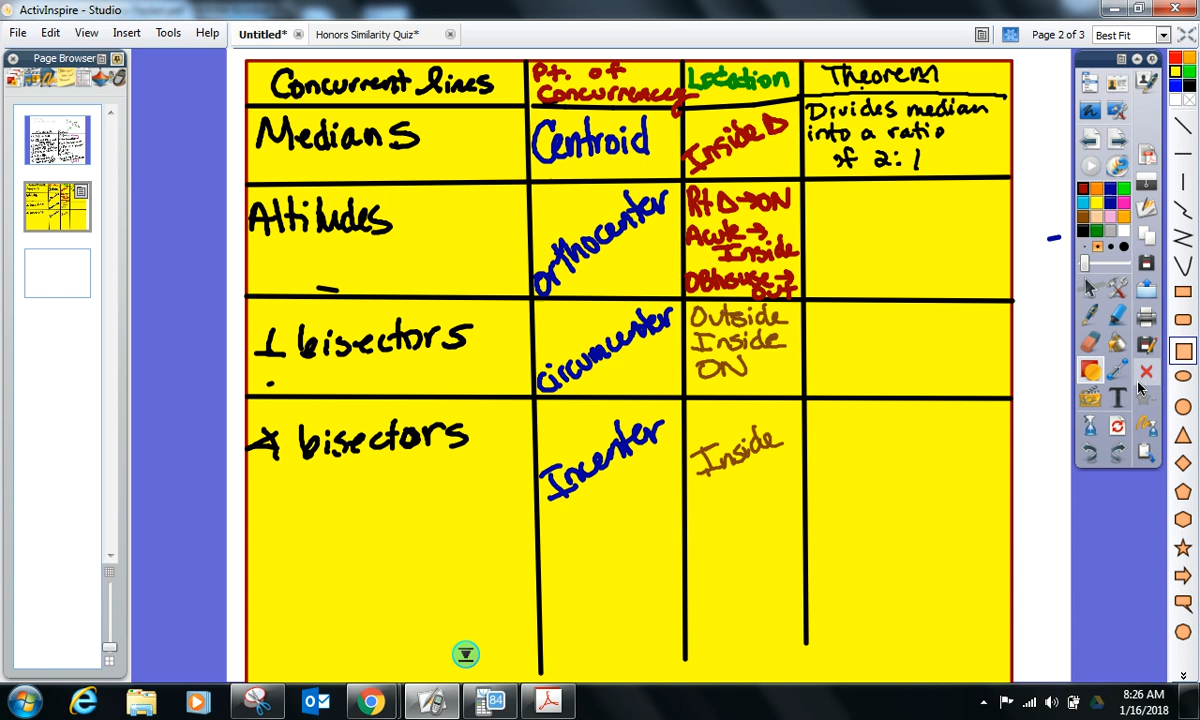 ActivInspire - Studio
File Edit View Insert Tools Help
Untitled*
Honors Similarity Quiz*
Page 2 of 3
Best Fit
Page Browser
Concurrent lines
Pt. of
Concurrency
Location
Theorem
Medians
Centroid
Inside Δ
Divides median
into a ratio
of 2:1
Altitudes
orthocenter
Rt Δ→ON
Acute→
Inside
Obtuse→
out
⊥ bisectors
circumcenter
Outside
Inside
ON
∡ bisectors
Incenter
Inside
84
8:26 AM
1/16/2018